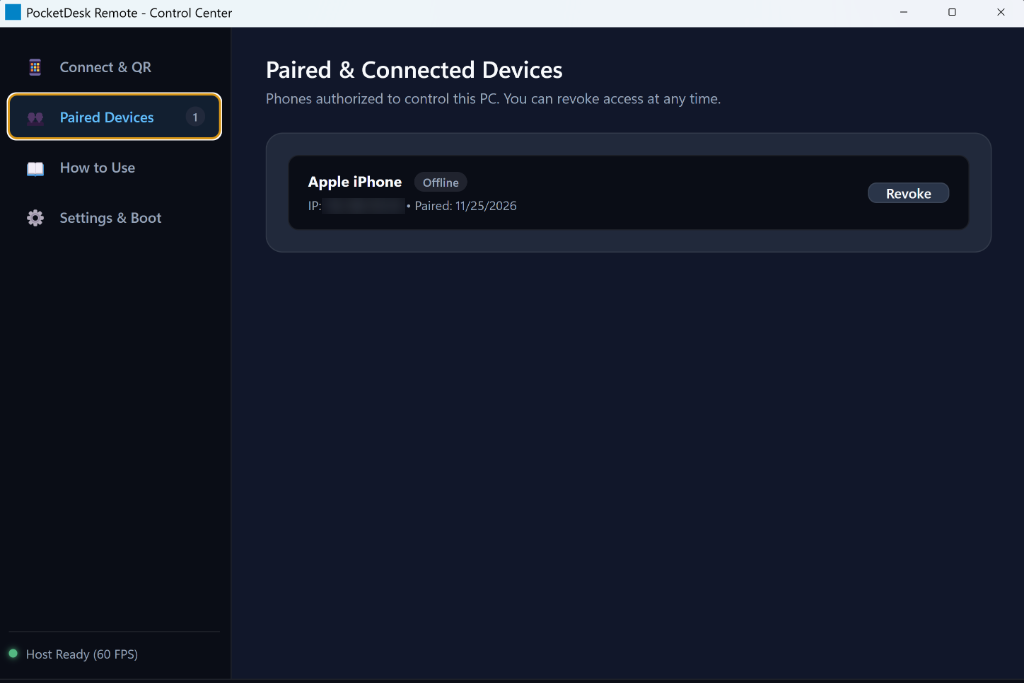 PocketDesk Remote - Control Center
Connect & QR
Paired Devices 1
How to Use
Settings & Boot
Host Ready (60 FPS)
Paired & Connected Devices
Phones authorized to control this PC. You can revoke access at any time.
Apple iPhone Offline
IP: • Paired: 11/25/2026
Revoke